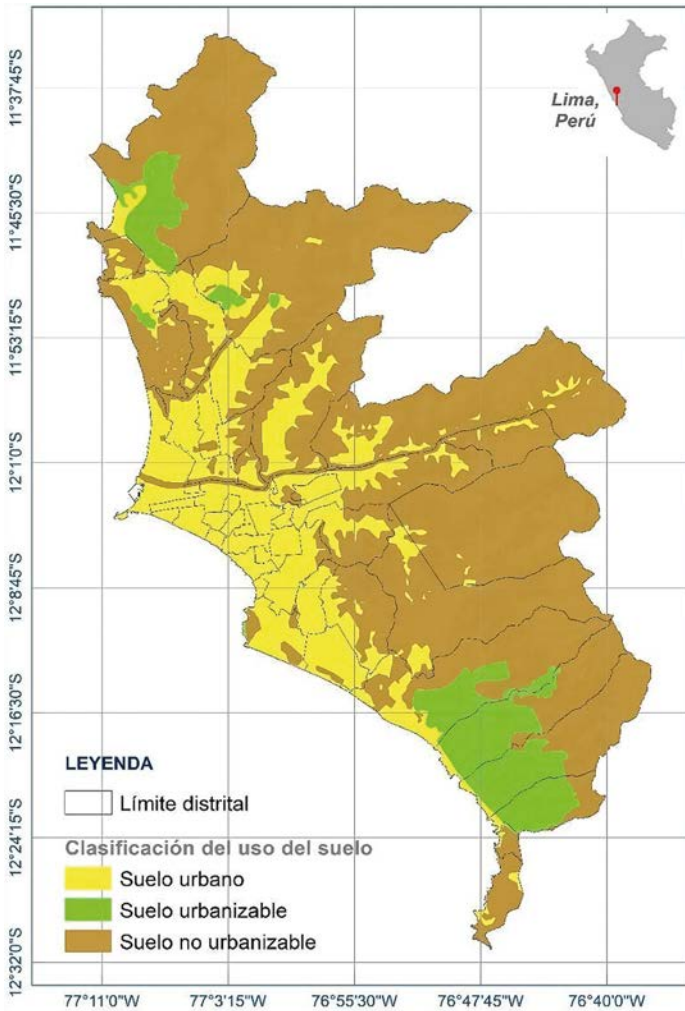 Lima,
Perú
11°37'45"S
11°45'30"S
11°53'15"S
12°1'0"S
12°8'45"S
12°16'30"S
12°24'15"S
12°32'0"S
LEYENDA
Límite distrital
Clasificación del uso del suelo
Suelo urbano
Suelo urbanizable
Suelo no urbanizable
77°11'0"W
77°3'15"W
76°55'30"W
76°47'45"W
76°40'0"W